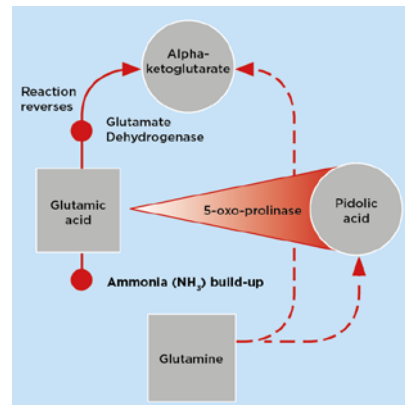 Alpha-
ketoglutarate
Reaction
reverses
Glutamate
Dehydrogenase
Glutamic
acid
5-oxo-prolinase
Pidolic
acid
Ammonia (NH₃) build-up
Glutamine